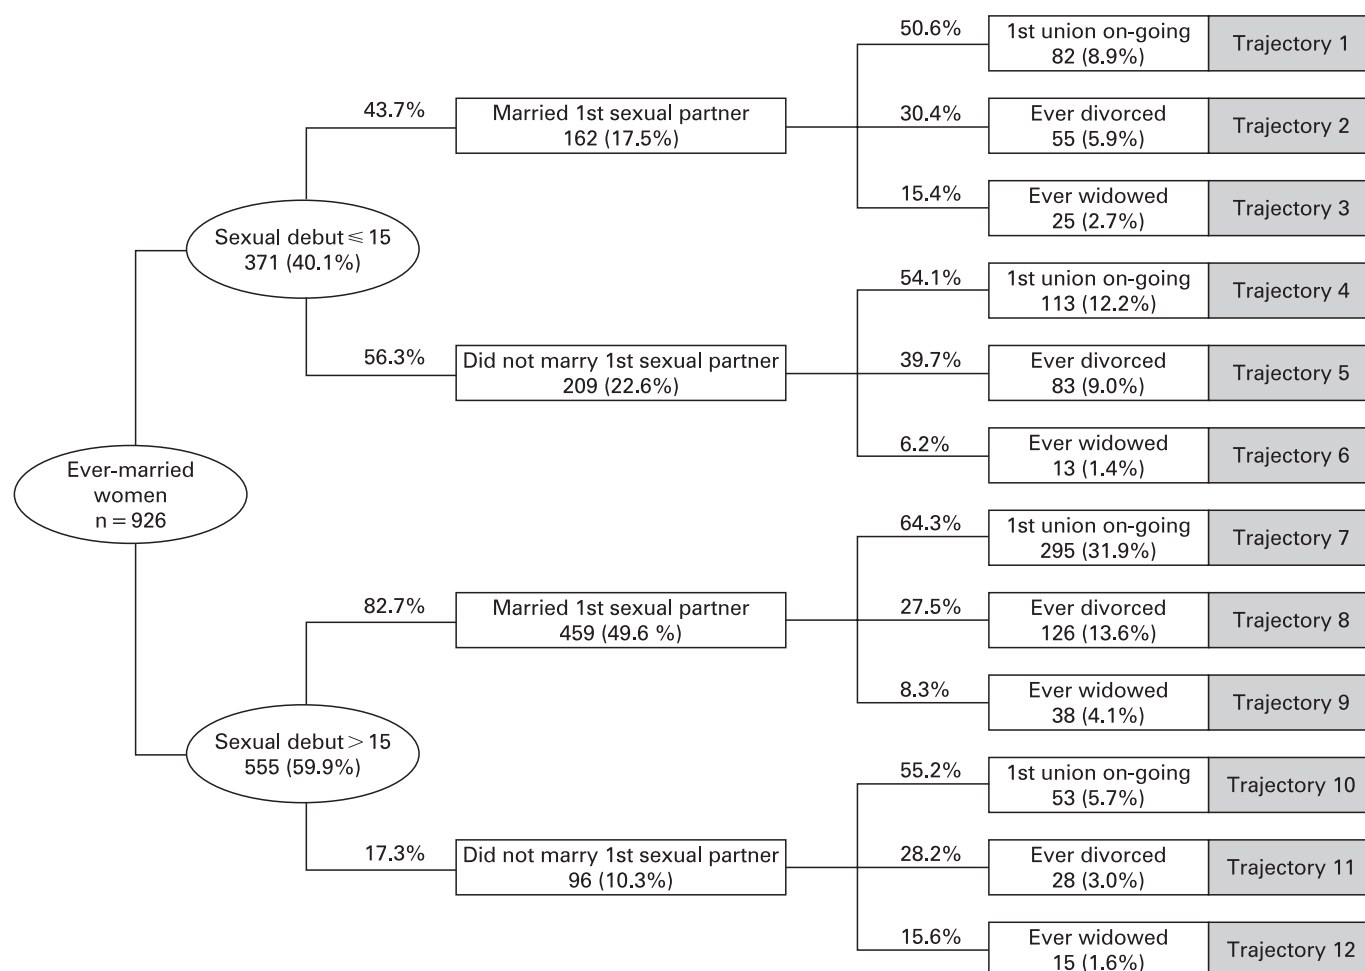 50.6%
1st union on-going
82 (8.9%)
Trajectory 1
43.7%
Married 1st sexual partner
162 (17.5%)
30.4%
Ever divorced
55 (5.9%)
Trajectory 2
15.4%
Ever widowed
25 (2.7%)
Trajectory 3
Sexual debut ⩽ 15
371 (40.1%)
54.1%
1st union on-going
113 (12.2%)
Trajectory 4
56.3%
Did not marry 1st sexual partner
209 (22.6%)
39.7%
Ever divorced
83 (9.0%)
Trajectory 5
6.2%
Ever widowed
13 (1.4%)
Trajectory 6
Ever-married
women
n = 926
64.3%
1st union on-going
295 (31.9%)
Trajectory 7
82.7%
Married 1st sexual partner
459 (49.6 %)
27.5%
Ever divorced
126 (13.6%)
Trajectory 8
8.3%
Ever widowed
38 (4.1%)
Trajectory 9
Sexual debut > 15
555 (59.9%)
55.2%
1st union on-going
53 (5.7%)
Trajectory 10
17.3%
Did not marry 1st sexual partner
96 (10.3%)
28.2%
Ever divorced
28 (3.0%)
Trajectory 11
15.6%
Ever widowed
15 (1.6%)
Trajectory 12